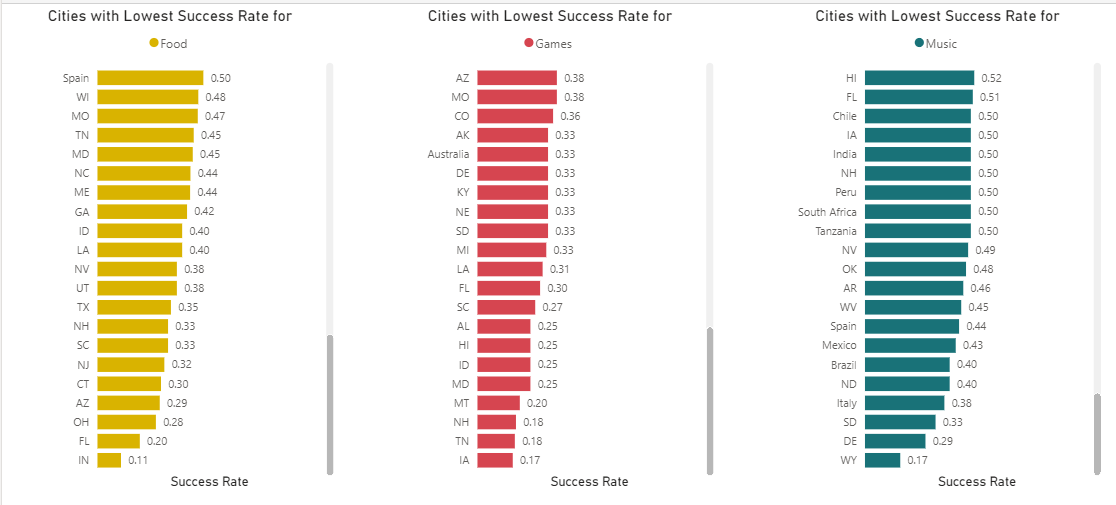 Cities with Lowest Success Rate for
Food
Spain 0.50
WI 0.48
MO 0.47
TN 0.45
MD 0.45
NC 0.44
ME 0.44
GA 0.42
ID 0.40
LA 0.40
NV 0.38
UT 0.38
TX 0.35
NH 0.33
SC 0.33
NJ 0.32
CT 0.30
AZ 0.29
OH 0.28
FL 0.20
IN 0.11
Success Rate
Cities with Lowest Success Rate for
Games
AZ 0.38
MO 0.38
CO 0.36
AK 0.33
Australia 0.33
DE 0.33
KY 0.33
NE 0.33
SD 0.33
MI 0.33
LA 0.31
FL 0.30
SC 0.27
AL 0.25
HI 0.25
ID 0.25
MD 0.25
MT 0.20
NH 0.18
TN 0.18
IA 0.17
Success Rate
Cities with Lowest Success Rate for
Music
HI 0.52
FL 0.51
Chile 0.50
IA 0.50
India 0.50
NH 0.50
Peru 0.50
South Africa 0.50
Tanzania 0.50
NV 0.49
OK 0.48
AR 0.46
WV 0.45
Spain 0.44
Mexico 0.43
Brazil 0.40
ND 0.40
Italy 0.38
SD 0.33
DE 0.29
WY 0.17
Success Rate